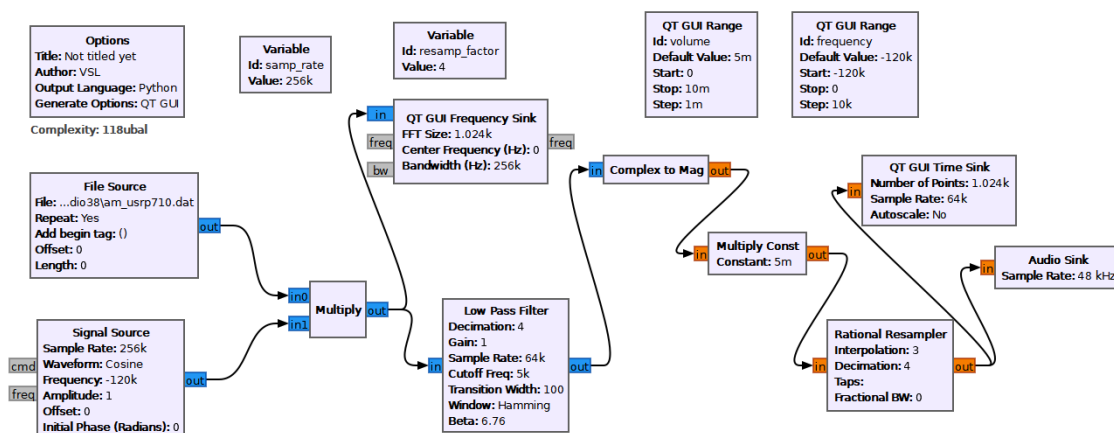 Options
Title: Not titled yet
Author: VSL
Output Language: Python
Generate Options: QT GUI
Complexity: 118ubal
Variable
Id: samp_rate
Value: 256k
Variable
Id: resamp_factor
Value: 4
QT GUI Range
Id: volume
Default Value: 5m
Start: 0
Stop: 10m
Step: 1m
QT GUI Range
Id: frequency
Default Value: -120k
Start: -120k
Stop: 0
Step: 10k
in
freq
bw
QT GUI Frequency Sink
FFT Size: 1.024k
Center Frequency (Hz): 0
Bandwidth (Hz): 256k
freq
File Source
File: ...dio38\am_usrp710.dat
Repeat: Yes
Add begin tag: ()
Offset: 0
Length: 0
out
cmd
freq
Signal Source
Sample Rate: 256k
Waveform: Cosine
Frequency: -120k
Amplitude: 1
Offset: 0
Initial Phase (Radians): 0
out
in0
in1
Multiply
out
in
Low Pass Filter
Decimation: 4
Gain: 1
Sample Rate: 64k
Cutoff Freq: 5k
Transition Width: 100
Window: Hamming
Beta: 6.76
out
in
Complex to Mag
out
in
Multiply Const
Constant: 5m
out
in
Rational Resampler
Interpolation: 3
Decimation: 4
Taps:
Fractional BW: 0
out
in
QT GUI Time Sink
Number of Points: 1.024k
Sample Rate: 64k
Autoscale: No
in
Audio Sink
Sample Rate: 48 kHz